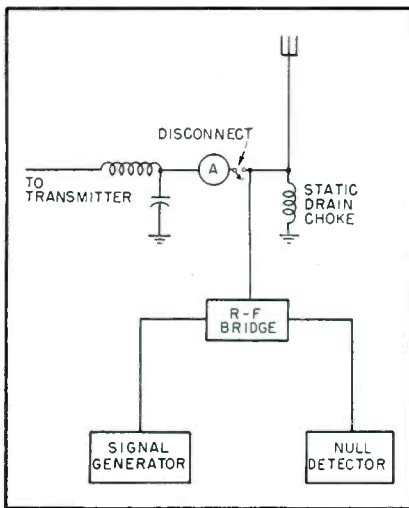 DISCONNECT
A
TO
TRANSMITTER
STATIC
DRAIN
CHOKE
R-F
BRIDGE
SIGNAL
GENERATOR
NULL
DETECTOR